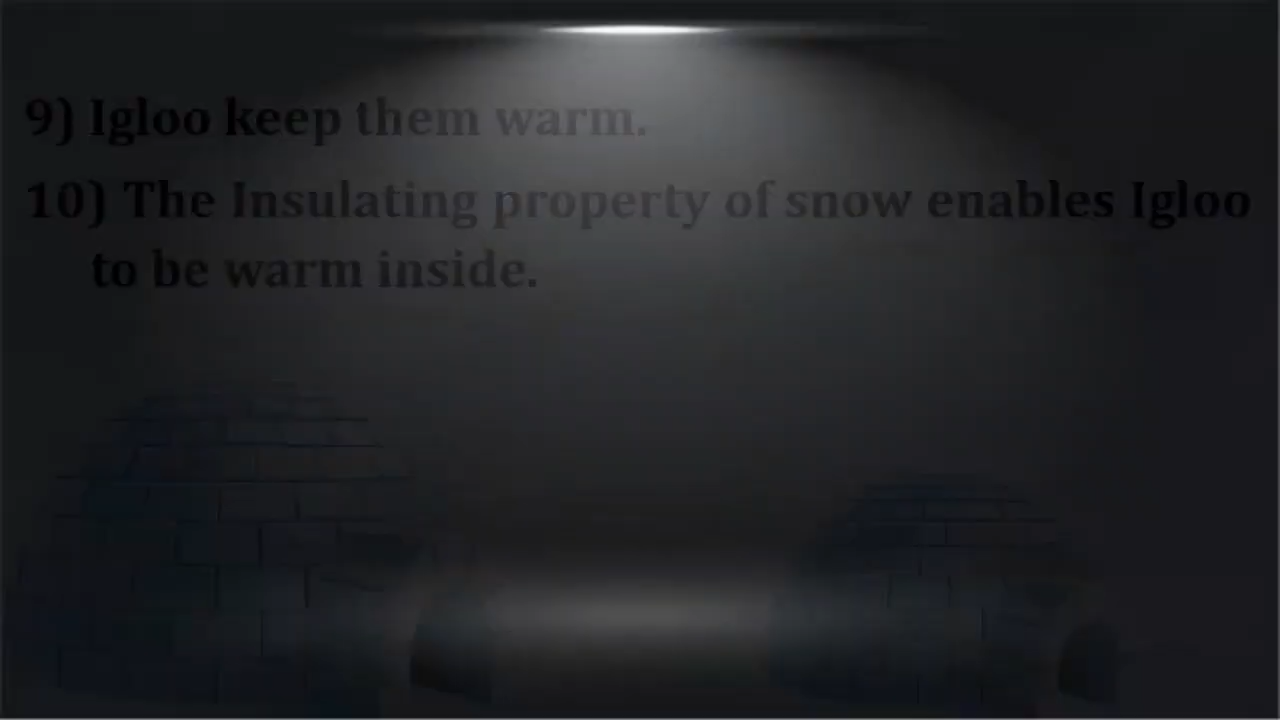 9) Igloo keep them warm.
10) The Insulating property of snow enables Igloo
to be warm inside.